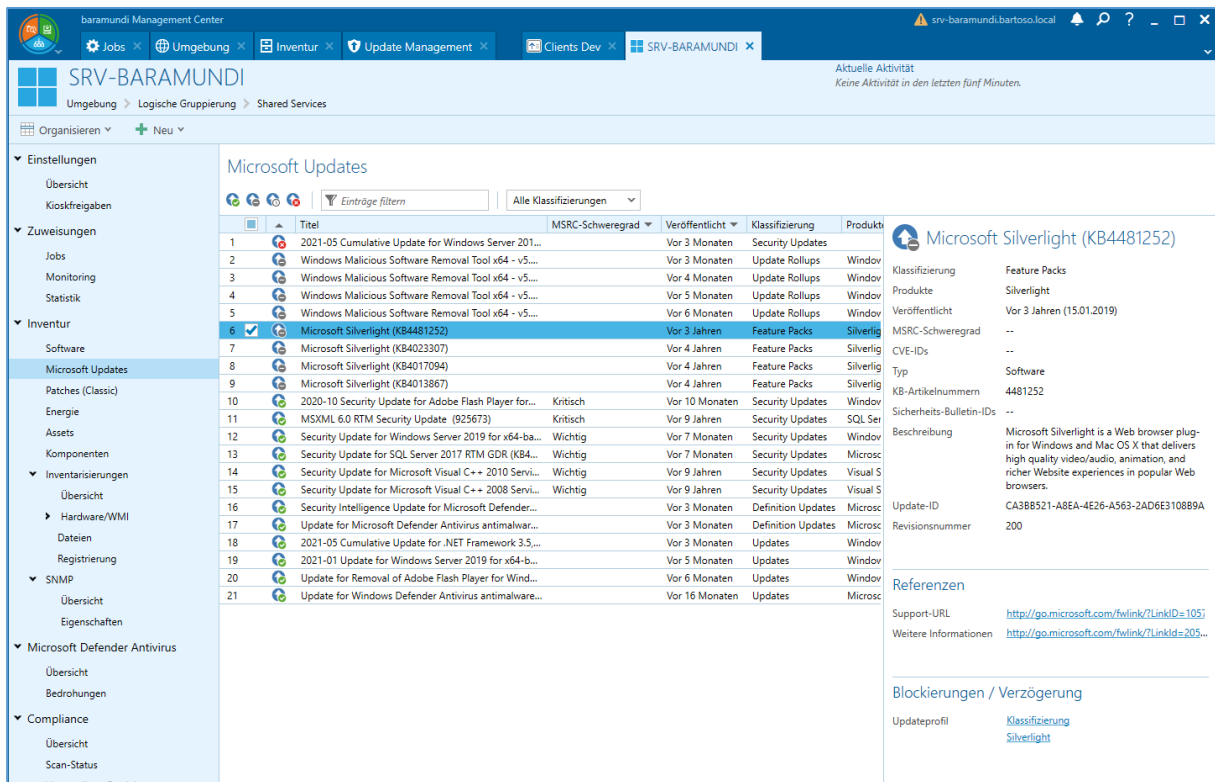 baramundi Management Center
srv-baramundi.bartoso.local
Jobs
Umgebung
Inventur
Update Management
Clients Dev
SRV-BARAMUNDI
SRV-BARAMUNDI
Umgebung > Logische Gruppierung > Shared Services
Aktuelle Aktivität
Keine Aktivität in den letzten fünf Minuten.
Organisieren
Neu
Einstellungen
Übersicht
Kioskfreigaben
Zuweisungen
Jobs
Monitoring
Statistik
Inventur
Software
Microsoft Updates
Patches (Classic)
Energie
Assets
Komponenten
Inventarisierungen
Übersicht
Hardware/WMI
Dateien
Registrierung
SNMP
Übersicht
Eigenschaften
Microsoft Defender Antivirus
Übersicht
Bedrohungen
Compliance
Übersicht
Scan-Status
Microsoft Updates
Einträge filtern
Alle Klassifizierungen
Titel MSRC-Schweregrad Veröffentlicht Klassifizierung Produkte
1 2021-05 Cumulative Update for Windows Server 201... Vor 3 Monaten Security Updates
2 Windows Malicious Software Removal Tool x64 - v5.... Vor 3 Monaten Update Rollups Window
3 Windows Malicious Software Removal Tool x64 - v5.... Vor 4 Monaten Update Rollups Window
4 Windows Malicious Software Removal Tool x64 - v5.... Vor 5 Monaten Update Rollups Window
5 Windows Malicious Software Removal Tool x64 - v5.... Vor 6 Monaten Update Rollups Window
6 Microsoft Silverlight (KB4481252) Vor 3 Jahren Feature Packs Silverlig
7 Microsoft Silverlight (KB4023307) Vor 4 Jahren Feature Packs Silverlig
8 Microsoft Silverlight (KB4017094) Vor 4 Jahren Feature Packs Silverlig
9 Microsoft Silverlight (KB4013867) Vor 4 Jahren Feature Packs Silverlig
10 2020-10 Security Update for Adobe Flash Player for... Kritisch Vor 10 Monaten Security Updates Window
11 MSXML 6.0 RTM Security Update (925673) Kritisch Vor 9 Jahren Security Updates SQL Ser
12 Security Update for Windows Server 2019 for x64-ba... Wichtig Vor 7 Monaten Security Updates Window
13 Security Update for SQL Server 2017 RTM GDR (KB4... Wichtig Vor 7 Monaten Security Updates Microsc
14 Security Update for Microsoft Visual C++ 2010 Servi... Wichtig Vor 9 Jahren Security Updates Visual S
15 Security Update for Microsoft Visual C++ 2008 Servi... Wichtig Vor 9 Jahren Security Updates Visual S
16 Security Intelligence Update for Microsoft Defender... Vor 3 Monaten Definition Updates Microsc
17 Update for Microsoft Defender Antivirus antimalwar... Vor 3 Monaten Definition Updates Microsc
18 2021-05 Cumulative Update for .NET Framework 3.5,... Vor 3 Monaten Updates Window
19 2021-01 Update for Windows Server 2019 for x64-b... Vor 5 Monaten Updates Window
20 Update for Removal of Adobe Flash Player for Wind... Vor 6 Monaten Updates Window
21 Update for Windows Defender Antivirus antimalware... Vor 16 Monaten Updates Microsc
Microsoft Silverlight (KB4481252)
Klassifizierung Feature Packs
Produkte Silverlight
Veröffentlicht Vor 3 Jahren (15.01.2019)
MSRC-Schweregrad --
CVE-IDs --
Typ Software
KB-Artikelnummern 4481252
Sicherheits-Bulletin-IDs --
Beschreibung Microsoft Silverlight is a Web browser plug-
in for Windows and Mac OS X that delivers
high quality video/audio, animation, and
richer Website experiences in popular Web
browsers.
Update-ID CA3BB521-A8EA-4E26-A563-2AD6E3108B9A
Revisionsnummer 200
Referenzen
Support-URL http://go.microsoft.com/fwlink/?LinkID=105
Weitere Informationen http://go.microsoft.com/fwlink/?LinkId=205...
Blockierungen / Verzögerung
Updateprofil Klassifizierung
Silverlight